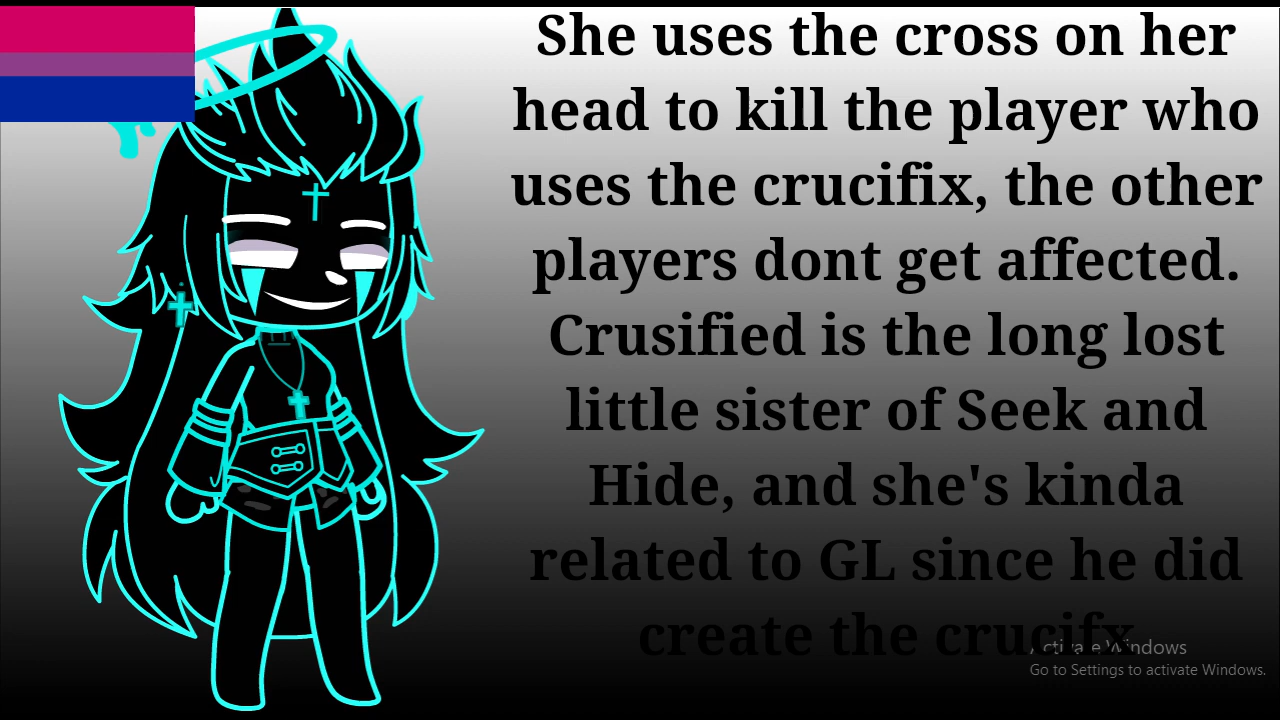 She uses the cross on her
head to kill the player who
uses the crucifix, the other
players dont get affected.
Crusified is the long lost
little sister of Seek and
Hide, and she's kinda
related to GL since he did
create the crucifx
Activate Windows
Go to Settings to activate Windows.